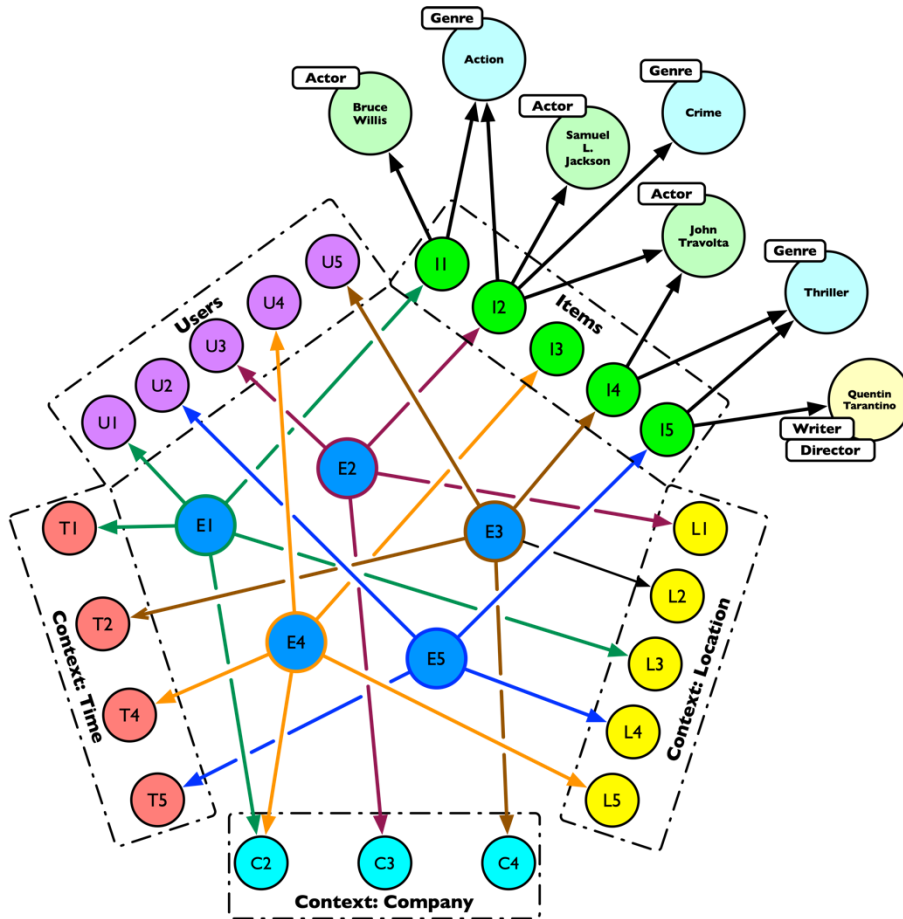 Genre
Action
Actor
Bruce
Willis
Genre
Crime
Actor
Samuel
L.
Jackson
Actor
John
Travolta
Genre
Thriller
Quentin
Tarantino
Writer
Director
Users
U1
U2
U3
U4
U5
Items
I1
I2
I3
I4
I5
E1
E2
E3
E4
E5
Context: Time
T1
T2
T4
T5
Context: Location
L1
L2
L3
L4
L5
C2
C3
C4
Context: Company